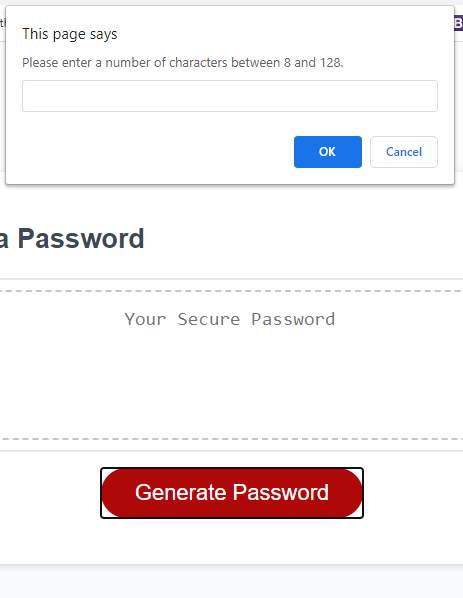 This page says
Please enter a number of characters between 8 and 128.
OK
Cancel
a Password
Your Secure Password
Generate Password